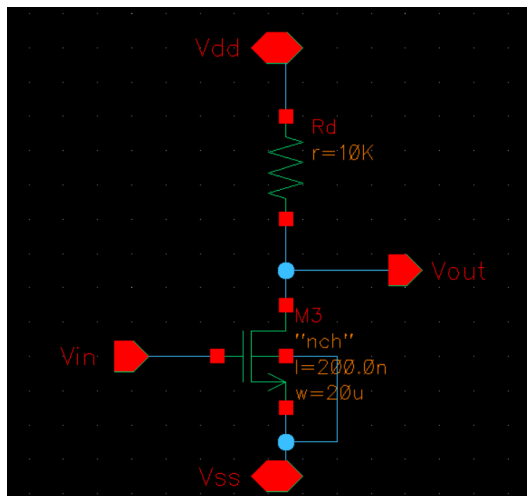 Vdd
Rd
r=10K
Vout
M3
"nch"
Vin
l=200.0n
w=20u
Vss